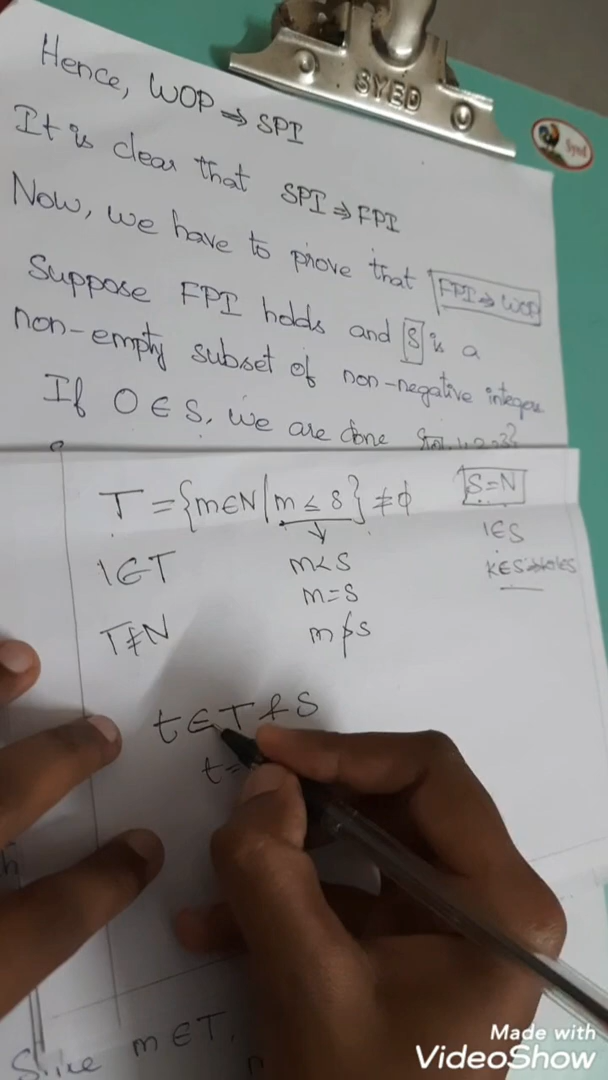 SYED
Syed
Hence, WOP ⇒ SPI
It is clear that SPI ⇒ FPI
Now, we have to prove that FPI ⇒ WOP
Suppose FPI holds and S is a
non-empty subset of non-negative integers
If 0 ∈ S, we are done
T = {m ∈ N | m ≤ s} ≠ ϕ
S = N
1 ∈ S
K ∈ S
1 ∈ T
m < s
m = s
T ≠ N
m ≯ s
t ∈ T & S
t =
Since m ∈ T,
Made with
VideoShow